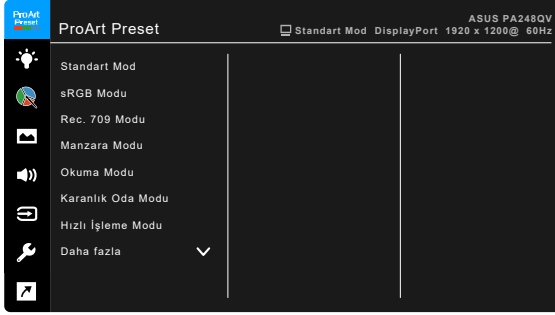 ProArt
Preset
ProArt Preset
ASUS PA248QV
Standart Mod DisplayPort 1920 x 1200@ 60Hz
Standart Mod
sRGB Modu
Rec. 709 Modu
Manzara Modu
Okuma Modu
Karanlık Oda Modu
Hızlı İşleme Modu
Daha fazla